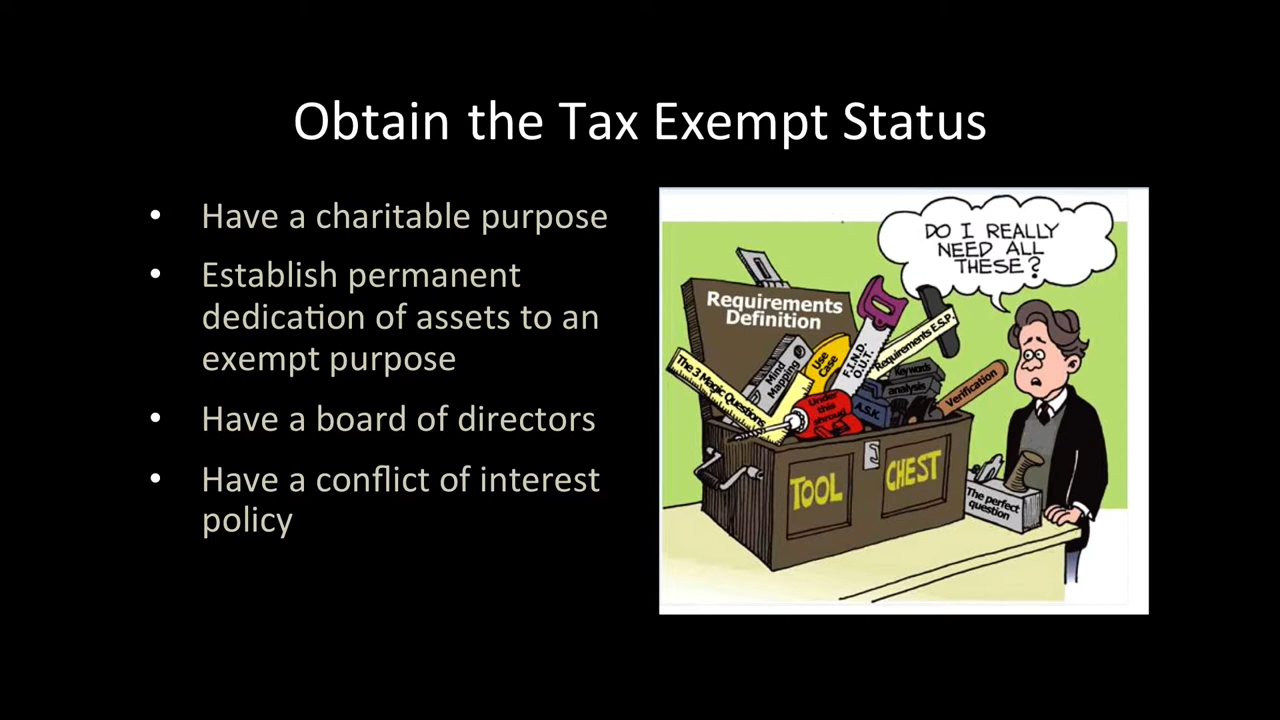 Obtain the Tax Exempt Status
• Have a charitable purpose
• Establish permanent
dedication of assets to an
exempt purpose
• Have a board of directors
• Have a conflict of interest
policy
DO I REALLY
NEED ALL
THESE?
Requirements
Definition
The 3 Magic Questions
Mind
Mapping
Use
Case
F.I.N.D.
O.U.T.
Requirements E.S.P.
Under
this
Keywords
analysis
A.S.K.
Verification
TOOL
CHEST
The perfect
question